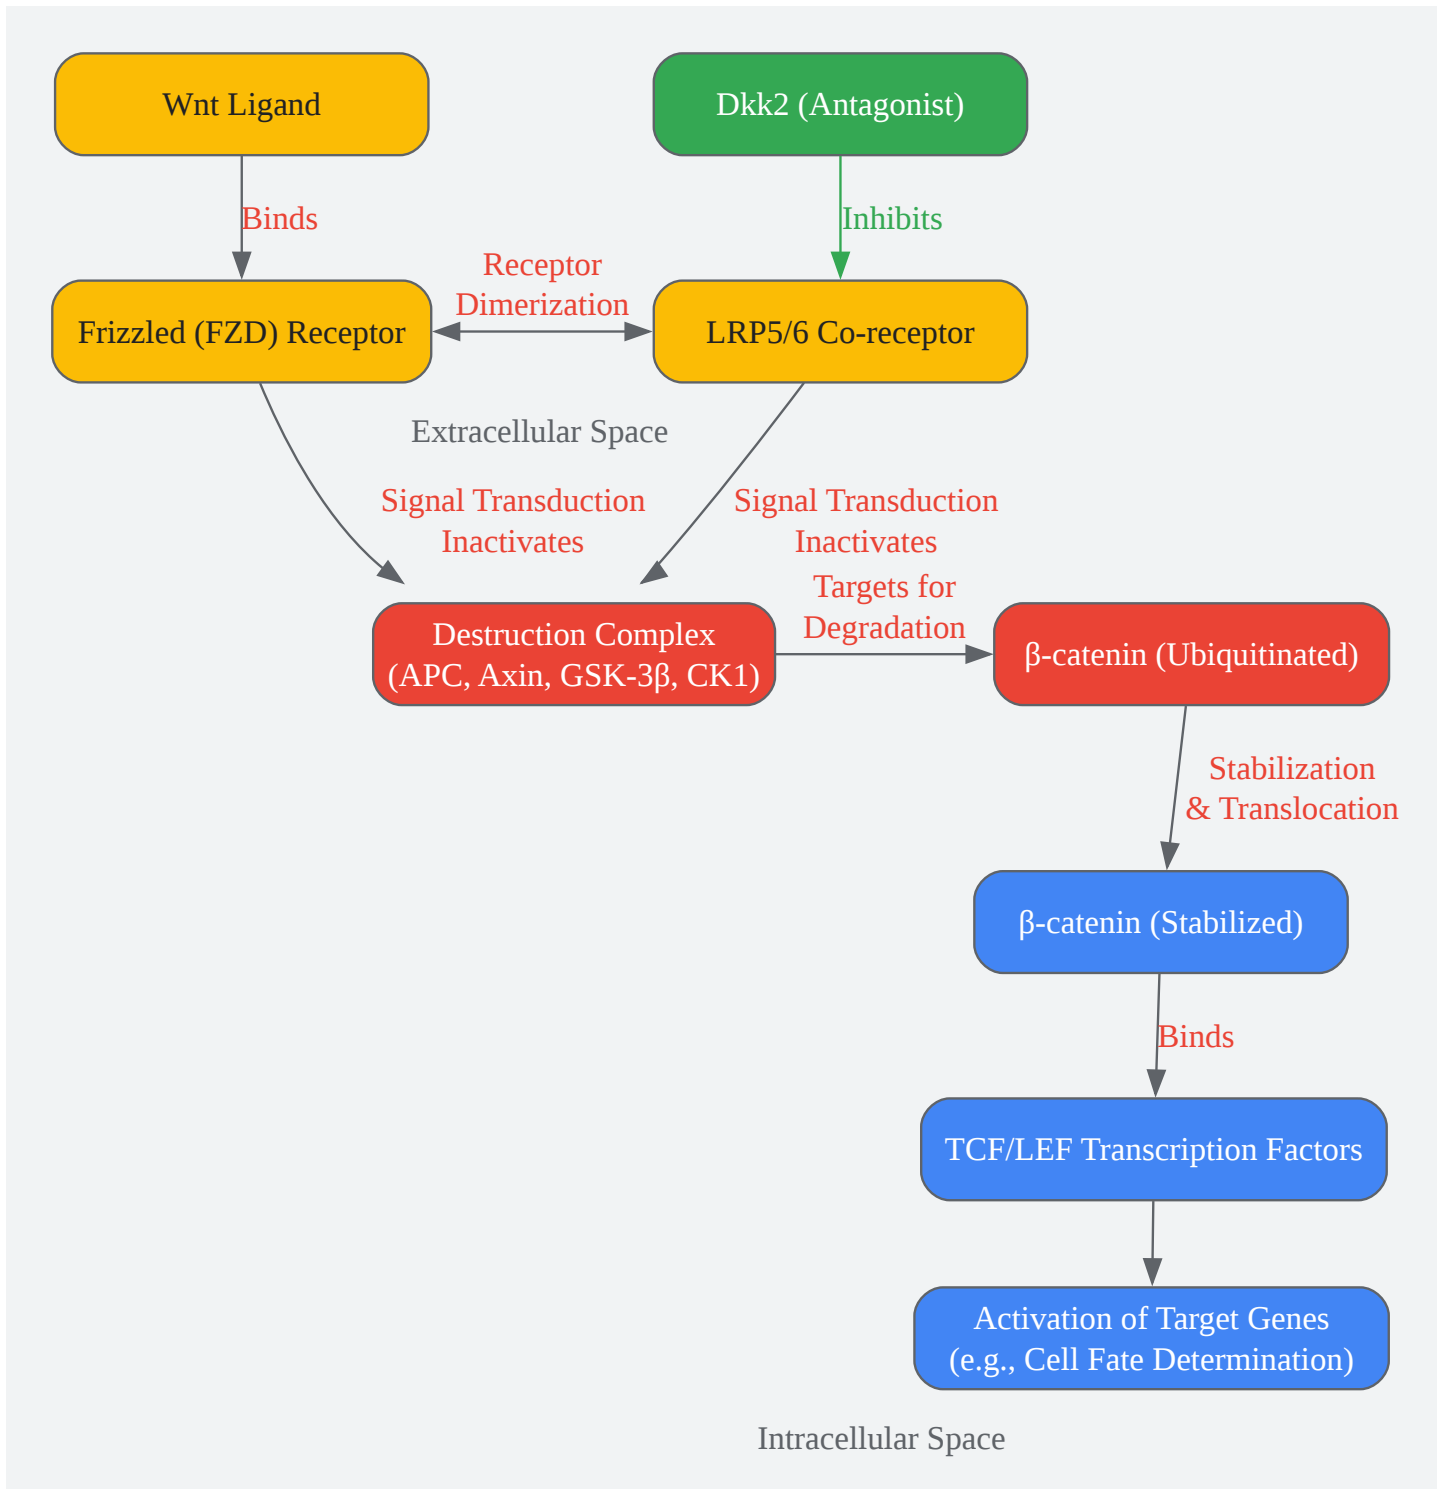 Wnt Ligand
Dkk2 (Antagonist)
Binds
Inhibits
Receptor
Dimerization
Frizzled (FZD) Receptor
LRP5/6 Co-receptor
Extracellular Space
Signal Transduction
Inactivates
Signal Transduction
Inactivates
Targets for
Degradation
Destruction Complex
(APC, Axin, GSK-3β, CK1)
β-catenin (Ubiquitinated)
Stabilization
& Translocation
β-catenin (Stabilized)
Binds
TCF/LEF Transcription Factors
Activation of Target Genes
(e.g., Cell Fate Determination)
Intracellular Space